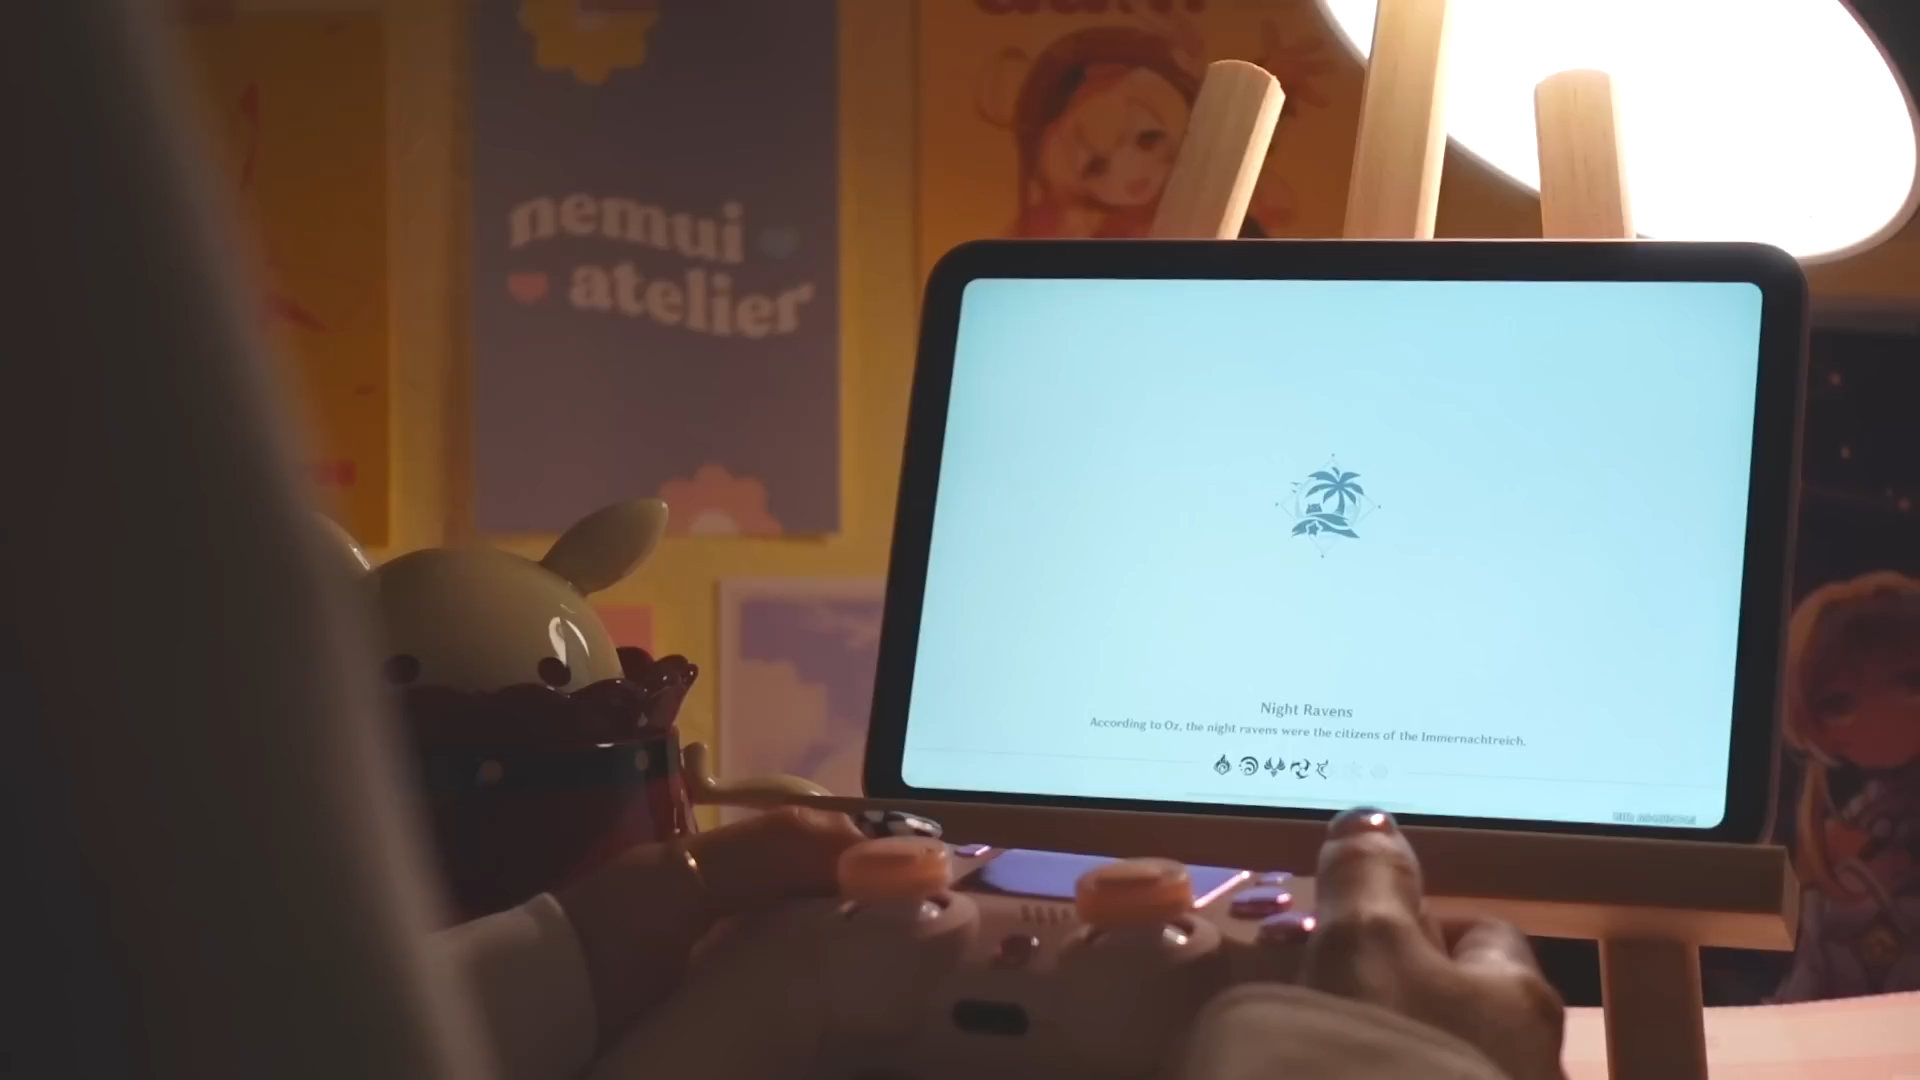 nemui
atelier
Night Ravens
According to Oz, the night ravens were the citizens of the Immernachtreich.